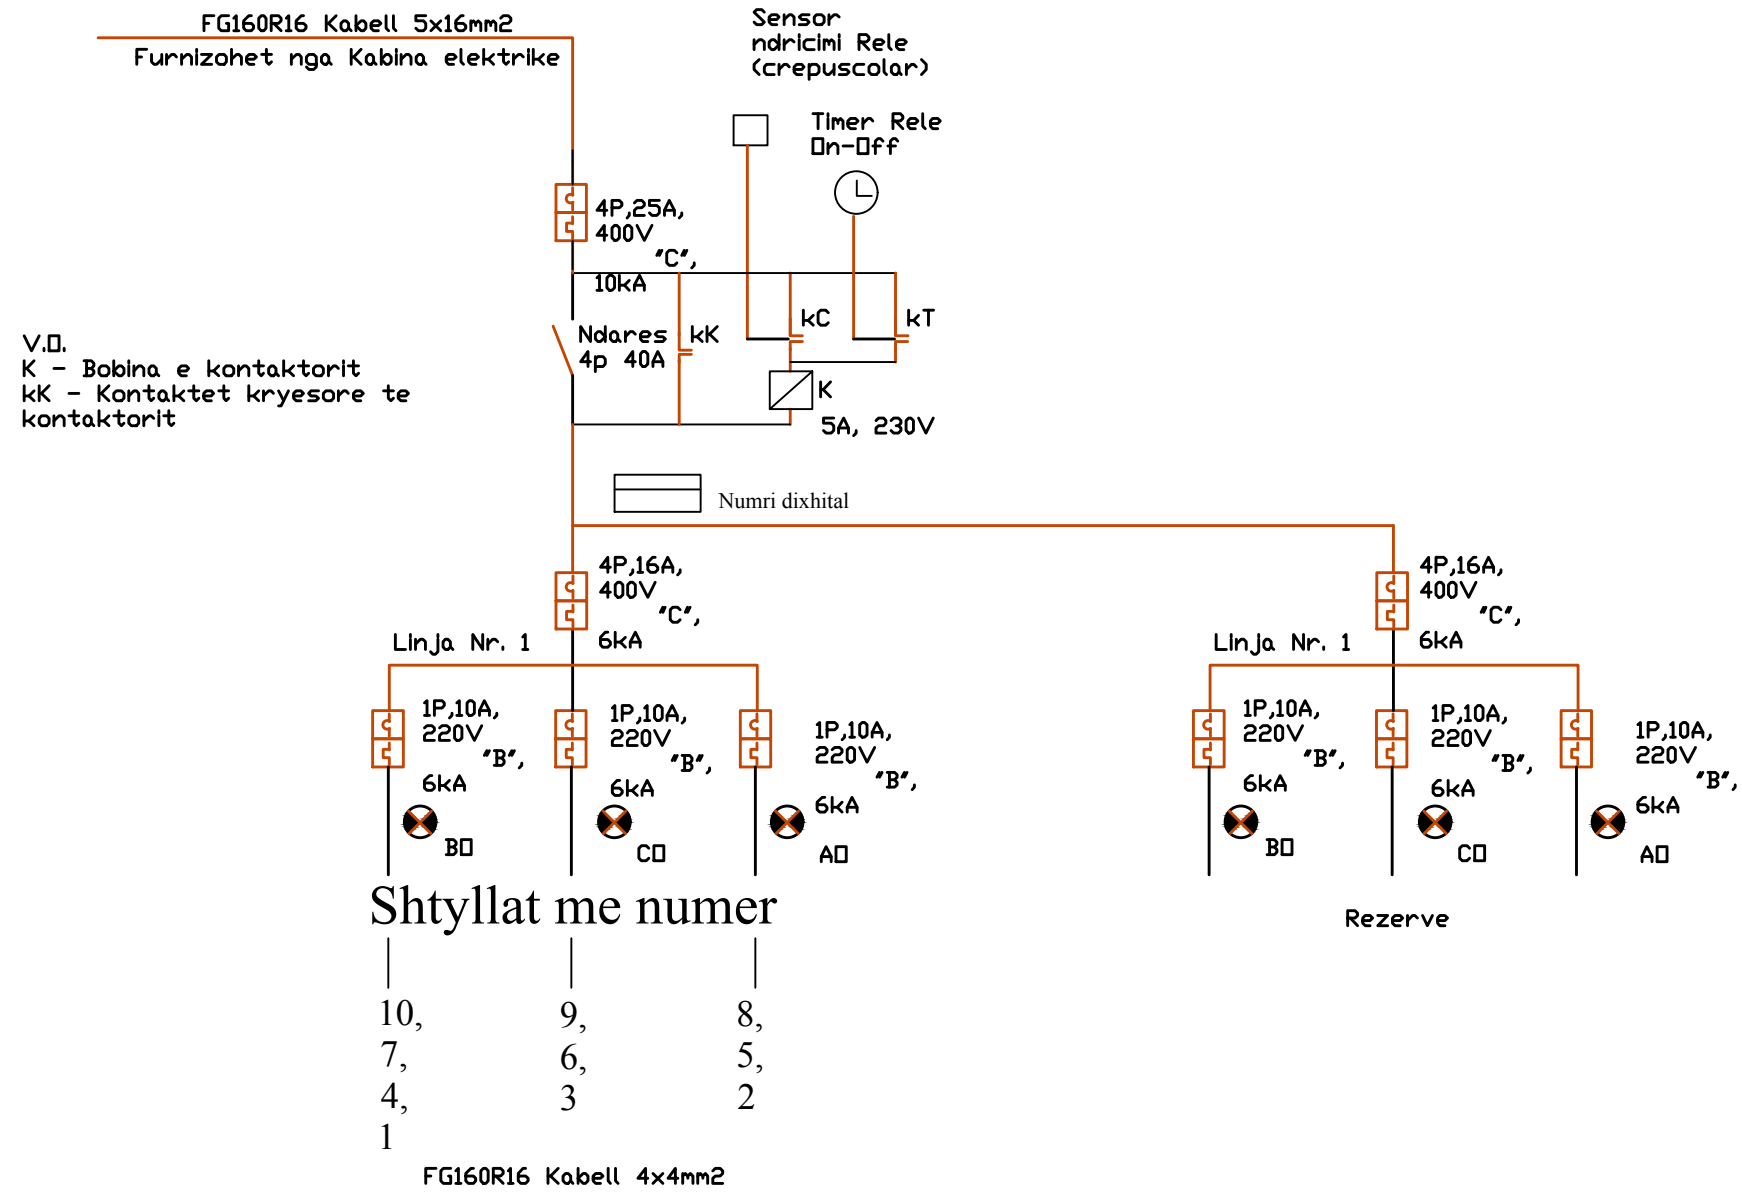 FG16OR16 Kabell 5x16mm2
Furnizohet nga Kabina elektrike
Sensor
ndricimi Rele
(crepuscolar)
Timer Rele
On-Off
4P,25A,
400V
"C",
10kA
Ndares
4p 40A
kK
kC
kT
K
5A, 230V
V.O.
K - Bobina e kontaktorit
kK - Kontaktet kryesore te
kontaktorit
Numri dixhital
4P,16A,
400V
"C",
6kA
Linja Nr. 1
1P,10A,
220V
"B",
6kA
BO
1P,10A,
220V
"B",
6kA
CO
1P,10A,
220V
"B",
6kA
AO
4P,16A,
400V
"C",
6kA
Linja Nr. 1
1P,10A,
220V
"B",
6kA
BO
1P,10A,
220V
"B",
6kA
CO
1P,10A,
220V
"B",
6kA
AO
Shtyllat me numer
Rezerve
10,
7,
4,
1
9,
6,
3
8,
5,
2
FG16OR16 Kabell 4x4mm2